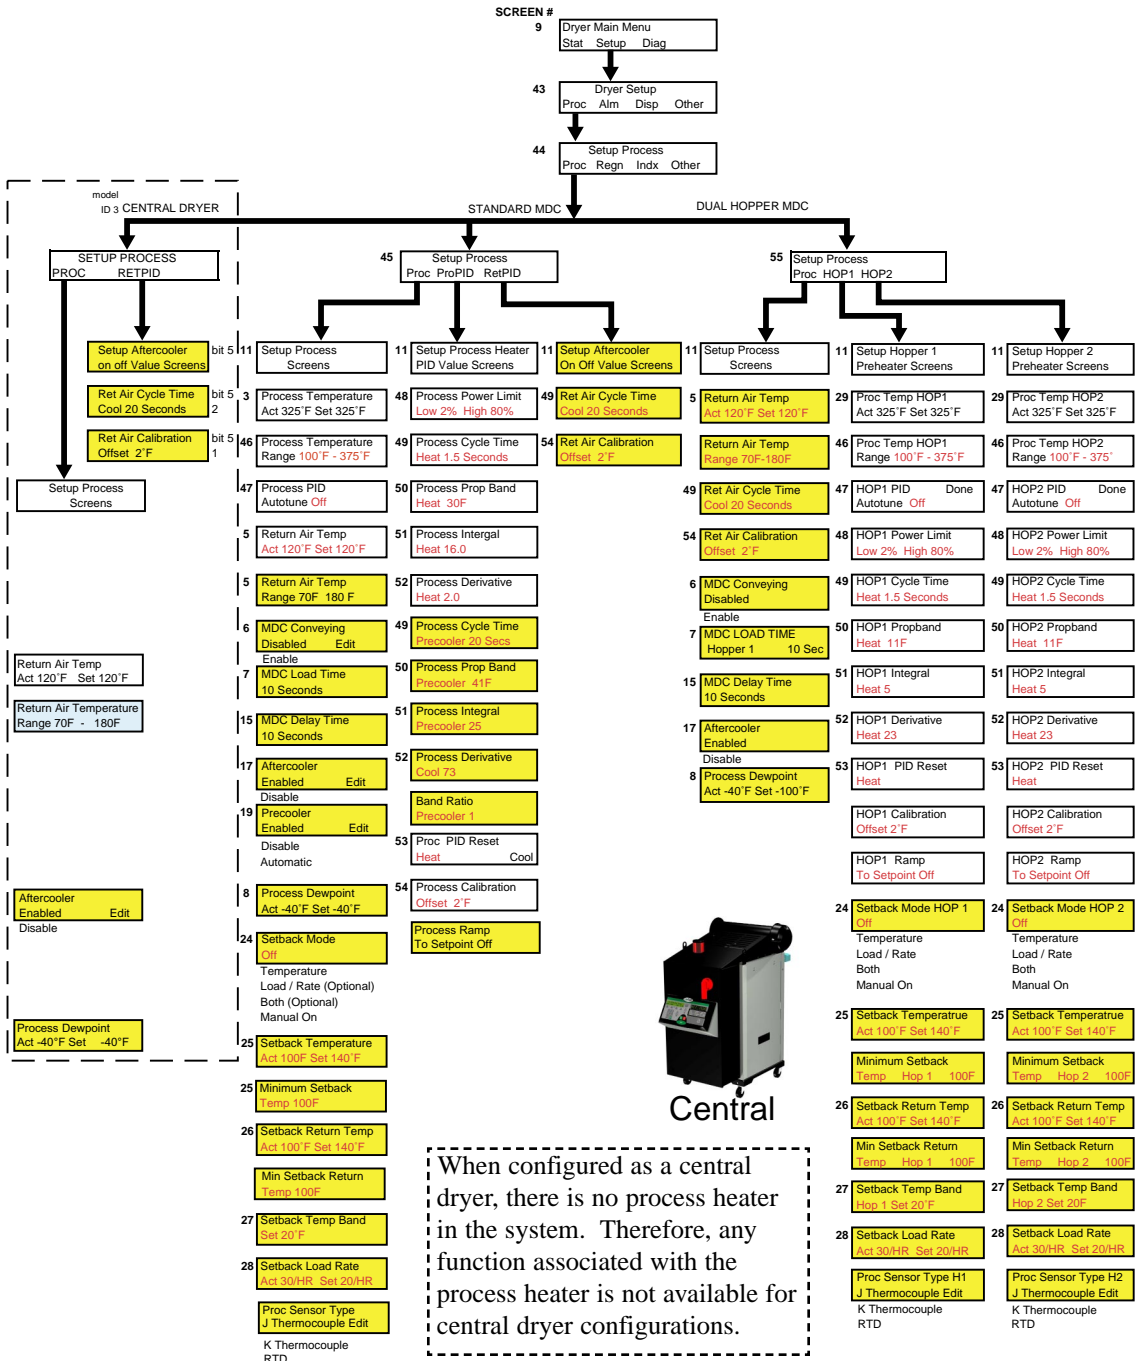 SCREEN #
9
Dryer Main Menu
Stat Setup Diag
43
Dryer Setup
Proc Alm Disp Other
44
Setup Process
Proc Regn Indx Other
model
ID 3 CENTRAL DRYER
STANDARD MDC
DUAL HOPPER MDC
SETUP PROCESS
PROC RETPID
45
Setup Process
Proc ProPID RetPID
55
Setup Process
Proc HOP1 HOP2
Setup Aftercooler
on off Value Screens
bit 5
Ret Air Cycle Time
Cool 20 Seconds
bit 5
2
Ret Air Calibration
Offset 2˚F
bit 5
1
Setup Process
Screens
Return Air Temp
Act 120˚F Set 120˚F
Return Air Temperature
Range 70F - 180F
Aftercooler
Enabled Edit
Disable
Process Dewpoint
Act -40°F Set -40°F
11
Setup Process
Screens
3
Process Temperature
Act 325˚F Set 325˚F
46
Process Temperature
Range 100˚F - 375˚F
47
Process PID
Autotune Off
5
Return Air Temp
Act 120˚F Set 120˚F
5
Return Air Temp
Range 70F 180 F
6
MDC Conveying
Disabled Edit
Enable
7
MDC Load Time
10 Seconds
15
MDC Delay Time
10 Seconds
17
Aftercooler
Enabled Edit
Disable
19
Precooler
Enabled Edit
Disable
Automatic
8
Process Dewpoint
Act -40˚F Set -40˚F
24
Setback Mode
Off
Temperature
Load / Rate (Optional)
Both (Optional)
Manual On
25
Setback Temperature
Act 100F Set 140˚F
25
Minimum Setback
Temp 100F
26
Setback Return Temp
Act 100˚F Set 140˚F
Min Setback Return
Temp 100F
27
Setback Temp Band
Set 20˚F
28
Setback Load Rate
Act 30/HR Set 20/HR
Proc Sensor Type
J Thermocouple Edit
K Thermocouple
RTD
11
Setup Process Heater
PID Value Screens
48
Process Power Limit
Low 2% High 80%
49
Process Cycle Time
Heat 1.5 Seconds
50
Process Prop Band
Heat 30F
51
Process Intergal
Heat 16.0
52
Process Derivative
Heat 2.0
49
Process Cycle Time
Precooler 20 Secs
50
Process Prop Band
Precooler 41F
51
Process Integral
Precooler 25
52
Process Derivative
Cool 73
Band Ratio
Precooler 1
53
Proc PID Reset
Heat Cool
54
Process Calibration
Offset 2˚F
Process Ramp
To Setpoint Off
11
Setup Aftercooler
On Off Value Screens
49
Ret Air Cycle Time
Cool 20 Seconds
54
Ret Air Calibration
Offset 2˚F
11
Setup Process
Screens
5
Return Air Temp
Act 120˚F Set 120˚F
Return Air Temp
Range 70F-180F
49
Ret Air Cycle Time
Cool 20 Seconds
54
Ret Air Calibration
Offset 2˚F
6
MDC Conveying
Disabled
Enable
7
MDC LOAD TIME
Hopper 1 10 Sec
15
MDC Delay Time
10 Seconds
17
Aftercooler
Enabled
Disable
8
Process Dewpoint
Act -40˚F Set -100˚F
11
Setup Hopper 1
Preheater Screens
29
Proc Temp HOP1
Act 325˚F Set 325˚F
46
Proc Temp HOP1
Range 100˚F - 375˚F
47
HOP1 PID Done
Autotune Off
48
HOP1 Power Limit
Low 2% High 80%
49
HOP1 Cycle Time
Heat 1.5 Seconds
50
HOP1 Propband
Heat 11F
51
HOP1 Integral
Heat 5
52
HOP1 Derivative
Heat 23
53
HOP1 PID Reset
Heat
HOP1 Calibration
Offset 2˚F
HOP1 Ramp
To Setpoint Off
24
Setback Mode HOP 1
Off
Temperature
Load / Rate
Both
Manual On
25
Setback Temperatrue
Act 100˚F Set 140˚F
Minimum Setback
Temp Hop 1 100F
26
Setback Return Temp
Act 100˚F Set 140˚F
Min Setback Return
Temp Hop 1 100F
27
Setback Temp Band
Hop 1 Set 20˚F
28
Setback Load Rate
Act 30/HR Set 20/HR
Proc Sensor Type H1
J Thermocouple Edit
K Thermocouple
RTD
11
Setup Hopper 2
Preheater Screens
29
Proc Temp HOP2
Act 325˚F Set 325˚F
46
Proc Temp HOP2
Range 100˚F - 375˚
47
HOP2 PID Done
Autotune Off
48
HOP2 Power Limit
Low 2% High 80%
49
HOP2 Cycle Time
Heat 1.5 Seconds
50
HOP2 Propband
Heat 11F
51
HOP2 Integral
Heat 5
52
HOP2 Derivative
Heat 23
53
HOP2 PID Reset
Heat
HOP2 Calibration
Offset 2˚F
HOP2 Ramp
To Setpoint Off
24
Setback Mode HOP 2
Off
Temperature
Load / Rate
Both
Manual On
25
Setback Temperatrue
Act 100˚F Set 140˚F
Minimum Setback
Temp Hop 2 100F
26
Setback Return Temp
Act 100˚F Set 140˚F
Min Setback Return
Temp Hop 2 100F
27
Setback Temp Band
Hop 2 Set 20F
28
Setback Load Rate
Act 30/HR Set 20/HR
Proc Sensor Type H2
J Thermocouple Edit
K Thermocouple
RTD
Central
When configured as a central
dryer, there is no process heater
in the system. Therefore, any
function associated with the
process heater is not available for
central dryer configurations.